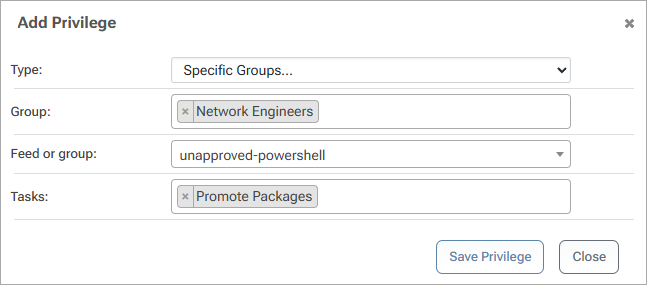 Add Privilege ×
Type: Specific Groups...
Group: × Network Engineers
Feed or group: unapproved-powershell
Tasks: × Promote Packages
Save Privilege Close